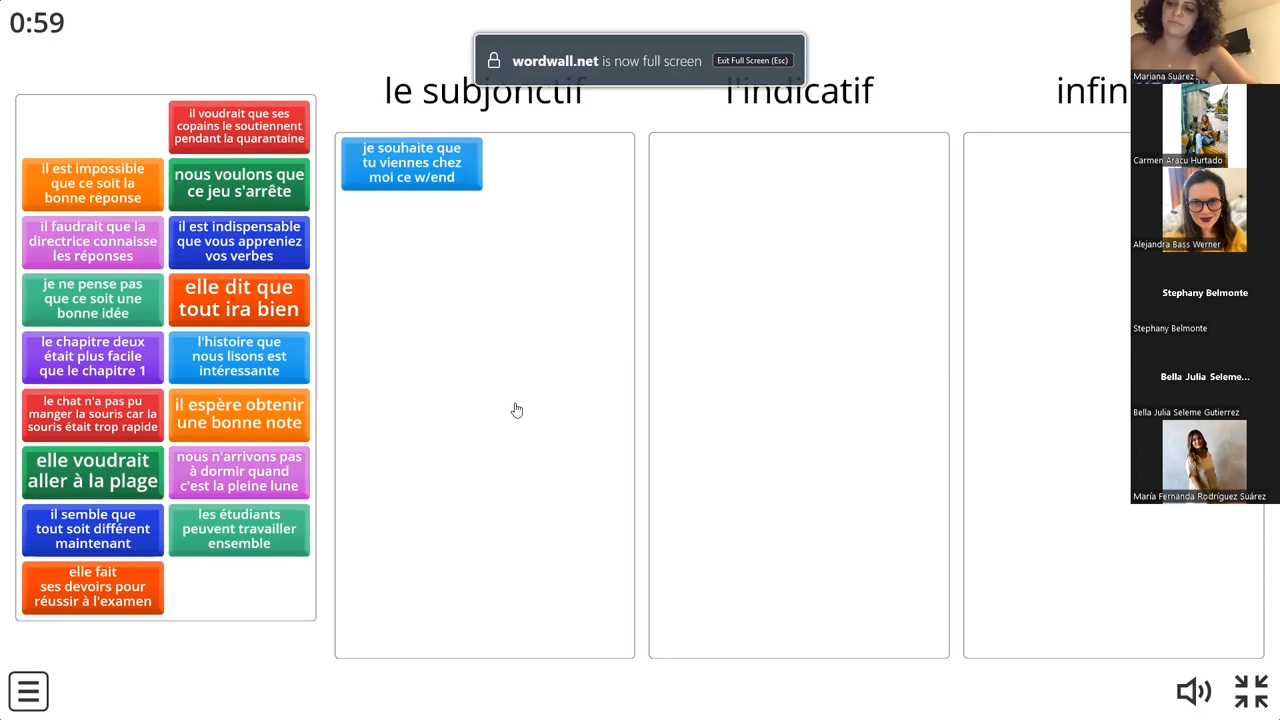 0:59
wordwall.net is now full screen
Exit Full Screen (Esc)
le subjonctif
l'indicatif
infin
je souhaite que
tu viennes chez
moi ce w/end
il voudrait que ses
copains le soutiennent
pendant la quarantaine
il est impossible
que ce soit la
bonne réponse
nous voulons que
ce jeu s'arrête
il faudrait que la
directrice connaisse
les réponses
il est indispensable
que vous appreniez
vos verbes
je ne pense pas
que ce soit une
bonne idée
elle dit que
tout ira bien
le chapitre deux
était plus facile
que le chapitre 1
l'histoire que
nous lisons est
intéressante
le chat n'a pas pu
manger la souris car la
souris était trop rapide
il espère obtenir
une bonne note
elle voudrait
aller à la plage
nous n'arrivons pas
à dormir quand
c'est la pleine lune
il semble que
tout soit différent
maintenant
les étudiants
peuvent travailler
ensemble
elle fait
ses devoirs pour
réussir à l'examen
Mariana Suárez
Carmen Aracu Hurtado
Alejandra Bass Werner
Stephany Belmonte
Stephany Belmonte
Bella Julia Seleme...
Bella Julia Seleme Gutierrez
María Fernanda Rodríguez Suárez